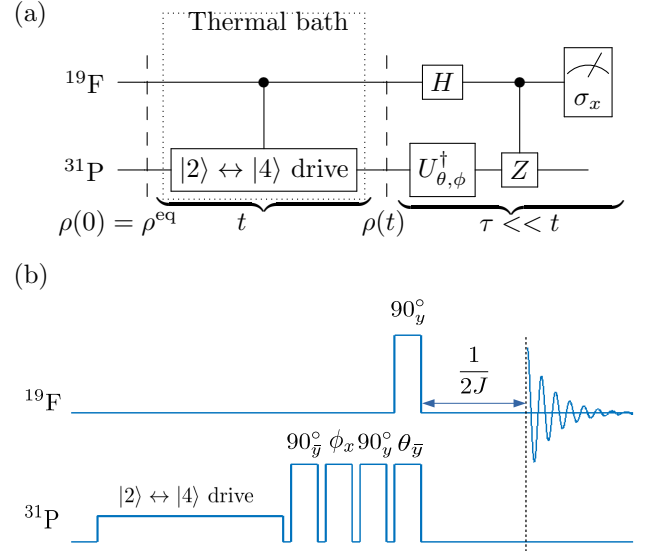 (a)
Thermal bath
¹⁹F H σₓ
³¹P |2⟩ ↔ |4⟩ drive U†θ,ϕ Z
ρ(0) = ρᵉᑫ t ρ(t) τ << t
(b)
90°y
1
2J
¹⁹F
90°ȳ ϕₓ 90°y θȳ
|2⟩ ↔ |4⟩ drive
³¹P